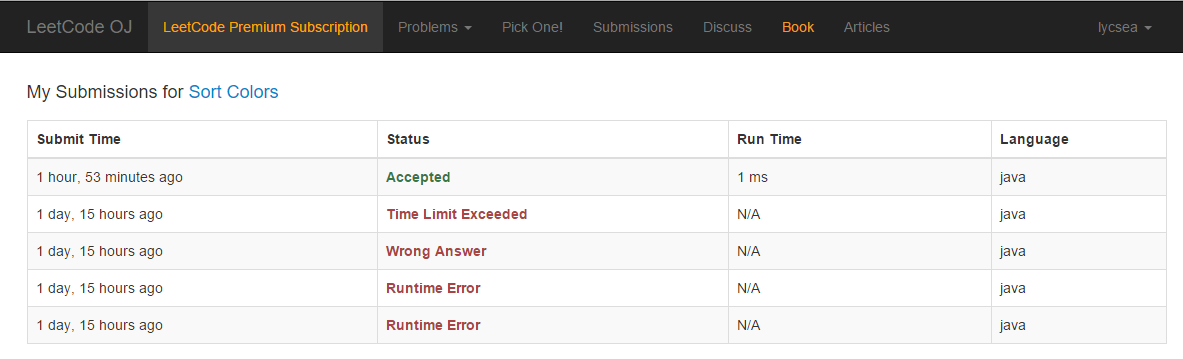 LeetCode OJ LeetCode Premium Subscription Problems Pick One! Submissions Discuss Book Articles lycsea
My Submissions for Sort Colors
Submit Time Status Run Time Language
1 hour, 53 minutes ago Accepted 1 ms java
1 day, 15 hours ago Time Limit Exceeded N/A java
1 day, 15 hours ago Wrong Answer N/A java
1 day, 15 hours ago Runtime Error N/A java
1 day, 15 hours ago Runtime Error N/A java